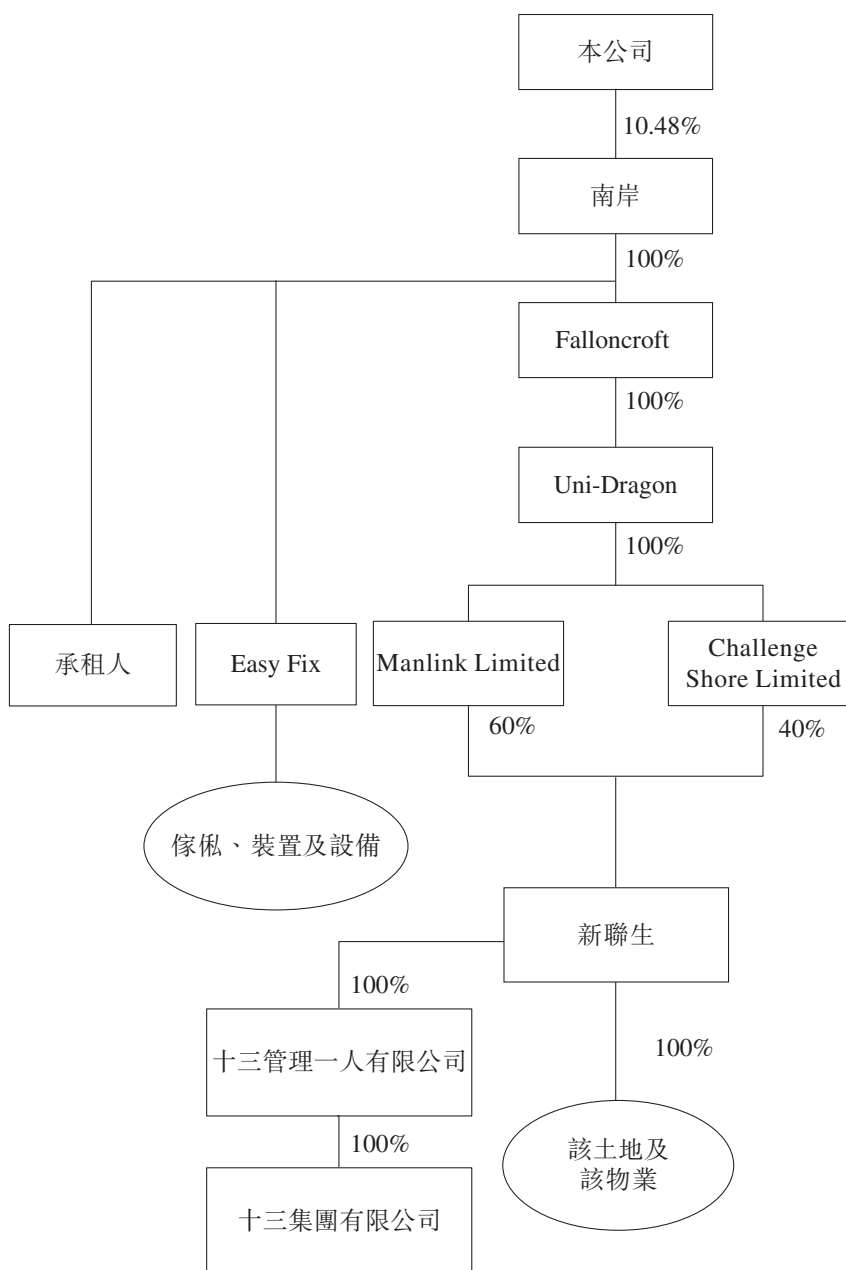 本公司
10.48%
南岸
100%
Falloncroft
100%
Uni-Dragon
100%
承租人
Easy Fix
Manlink Limited
Challenge
Shore Limited
60%
40%
傢俬、裝置及設備
新聯生
100%
十三管理一人有限公司
100%
100%
該土地及
該物業
十三集團有限公司